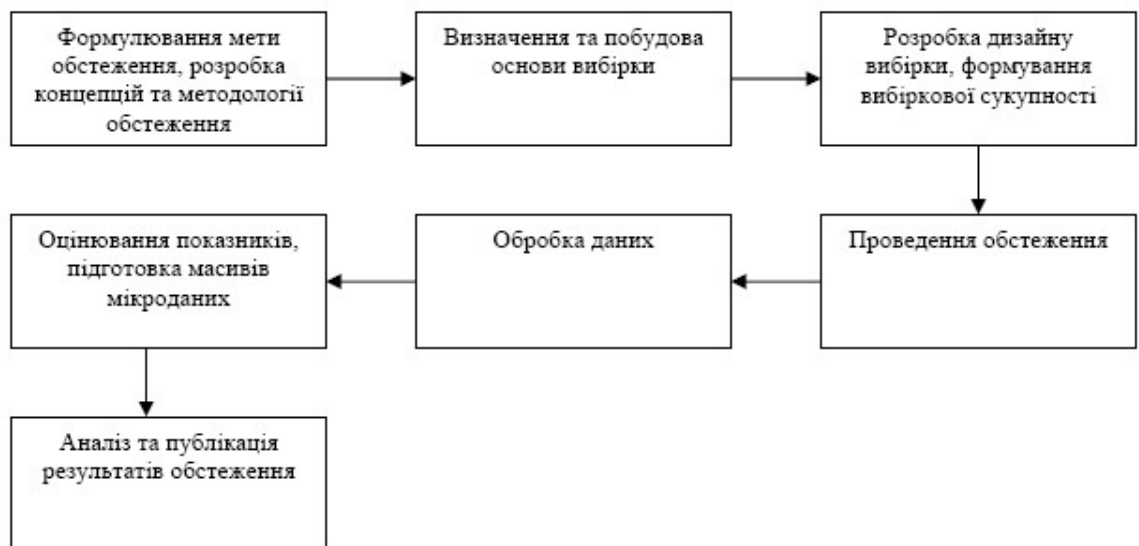 Формулювання мети
обстеження, розробка
концепцій та методології
обстеження
Визначення та побудова
основи вибірки
Розробка дизайну
вибірки, формування
вибіркової сукупності
Проведення обстеження
Обробка даних
Оцінювання показників,
підготовка масивів
мікроданих
Аналіз та публікація
результатів обстеження